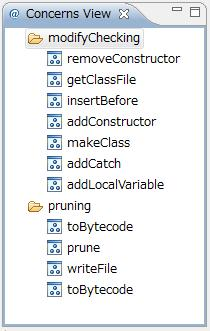 Concerns View
modifyChecking
removeConstructor
getClassFile
insertBefore
addConstructor
makeClass
addCatch
addLocalVariable
pruning
toBytecode
prune
writeFile
toBytecode